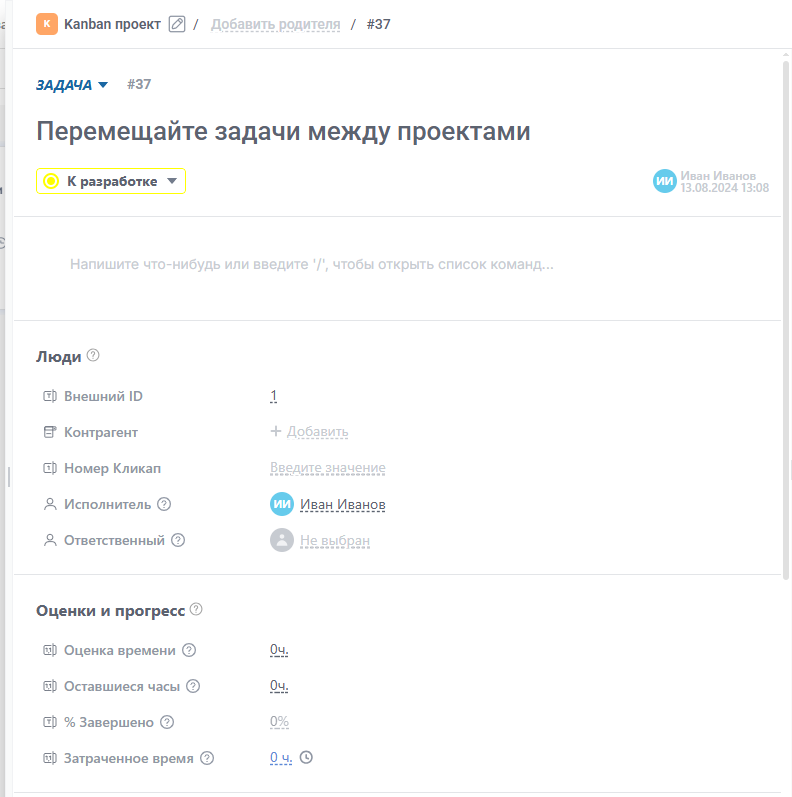 К Kanban проект / Добавить родителя / #37
ЗАДАЧА #37
Перемещайте задачи между проектами
К разработке
ИИ Иван Иванов
13.08.2024 13:08
Напишите что-нибудь или введите '/', чтобы открыть список команд...
Люди
Внешний ID 1
Контрагент + Добавить
Номер Кликап Введите значение
Исполнитель ИИ Иван Иванов
Ответственный Не выбран
Оценки и прогресс
Оценка времени 0ч.
Оставшиеся часы 0ч.
% Завершено 0%
Затраченное время 0 ч.